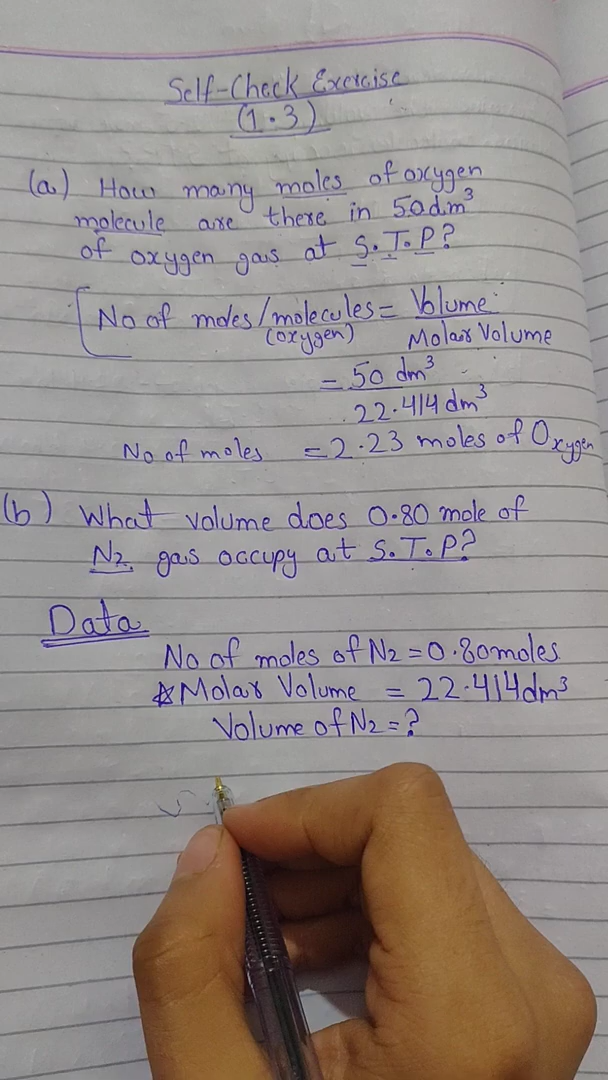 Self-Check Exercise
(1.3)
(a) How many moles of oxygen
molecule are there in 50dm³
of oxygen gas at S.T.P?
No of moles/molecules = Volume
(oxygen) Molar Volume
= 50 dm³
22.414 dm³
No of moles = 2.23 moles of Oxygen
(b) What volume does 0.80 mole of
N₂ gas occupy at S.T.P?
Data
No of moles of N₂ = 0.80moles
Molar Volume = 22.414dm³
Volume of N₂ = ?